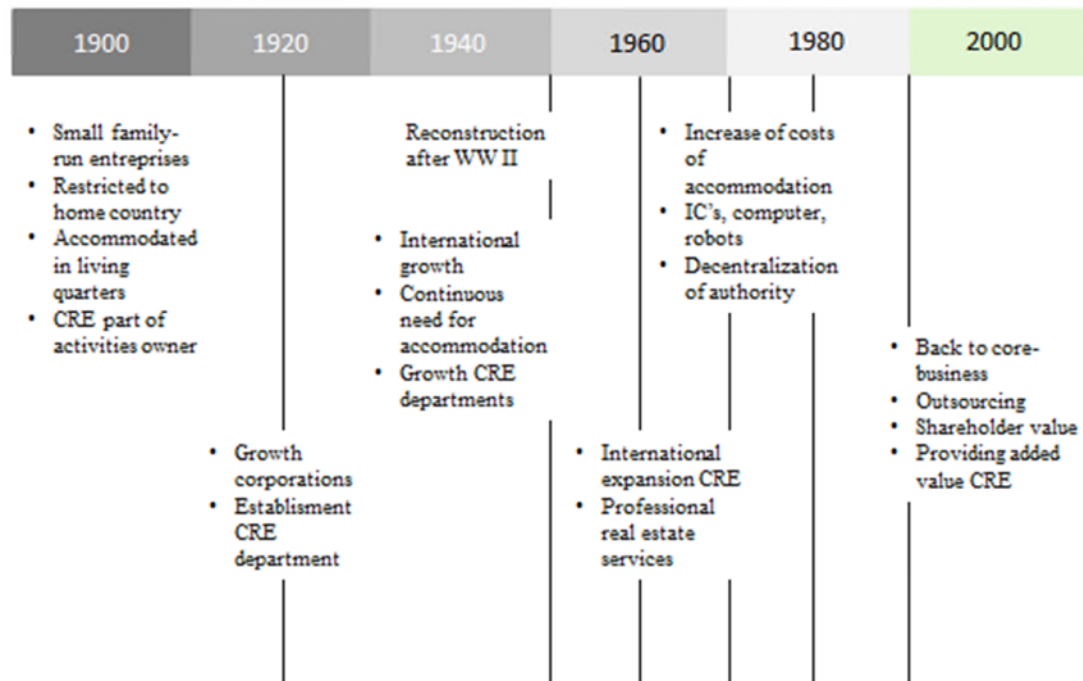 1900
1920
1940
1960
1980
2000
• Small family-
run entreprises
• Restricted to
home country
• Accommodated
in living
quarters
• CRE part of
activities owner
• Growth
corporations
• Establisment
CRE
department
Reconstruction
after WW II
• International
growth
• Continuous
need for
accommodation
• Growth CRE
departments
• International
expansion CRE
• Professional
real estate
services
• Increase of costs
of
accommodation
• IC's, computer,
robots
• Decentralization
of authority
• Back to core-
business
• Outsourcing
• Shareholder value
• Providing added
value CRE